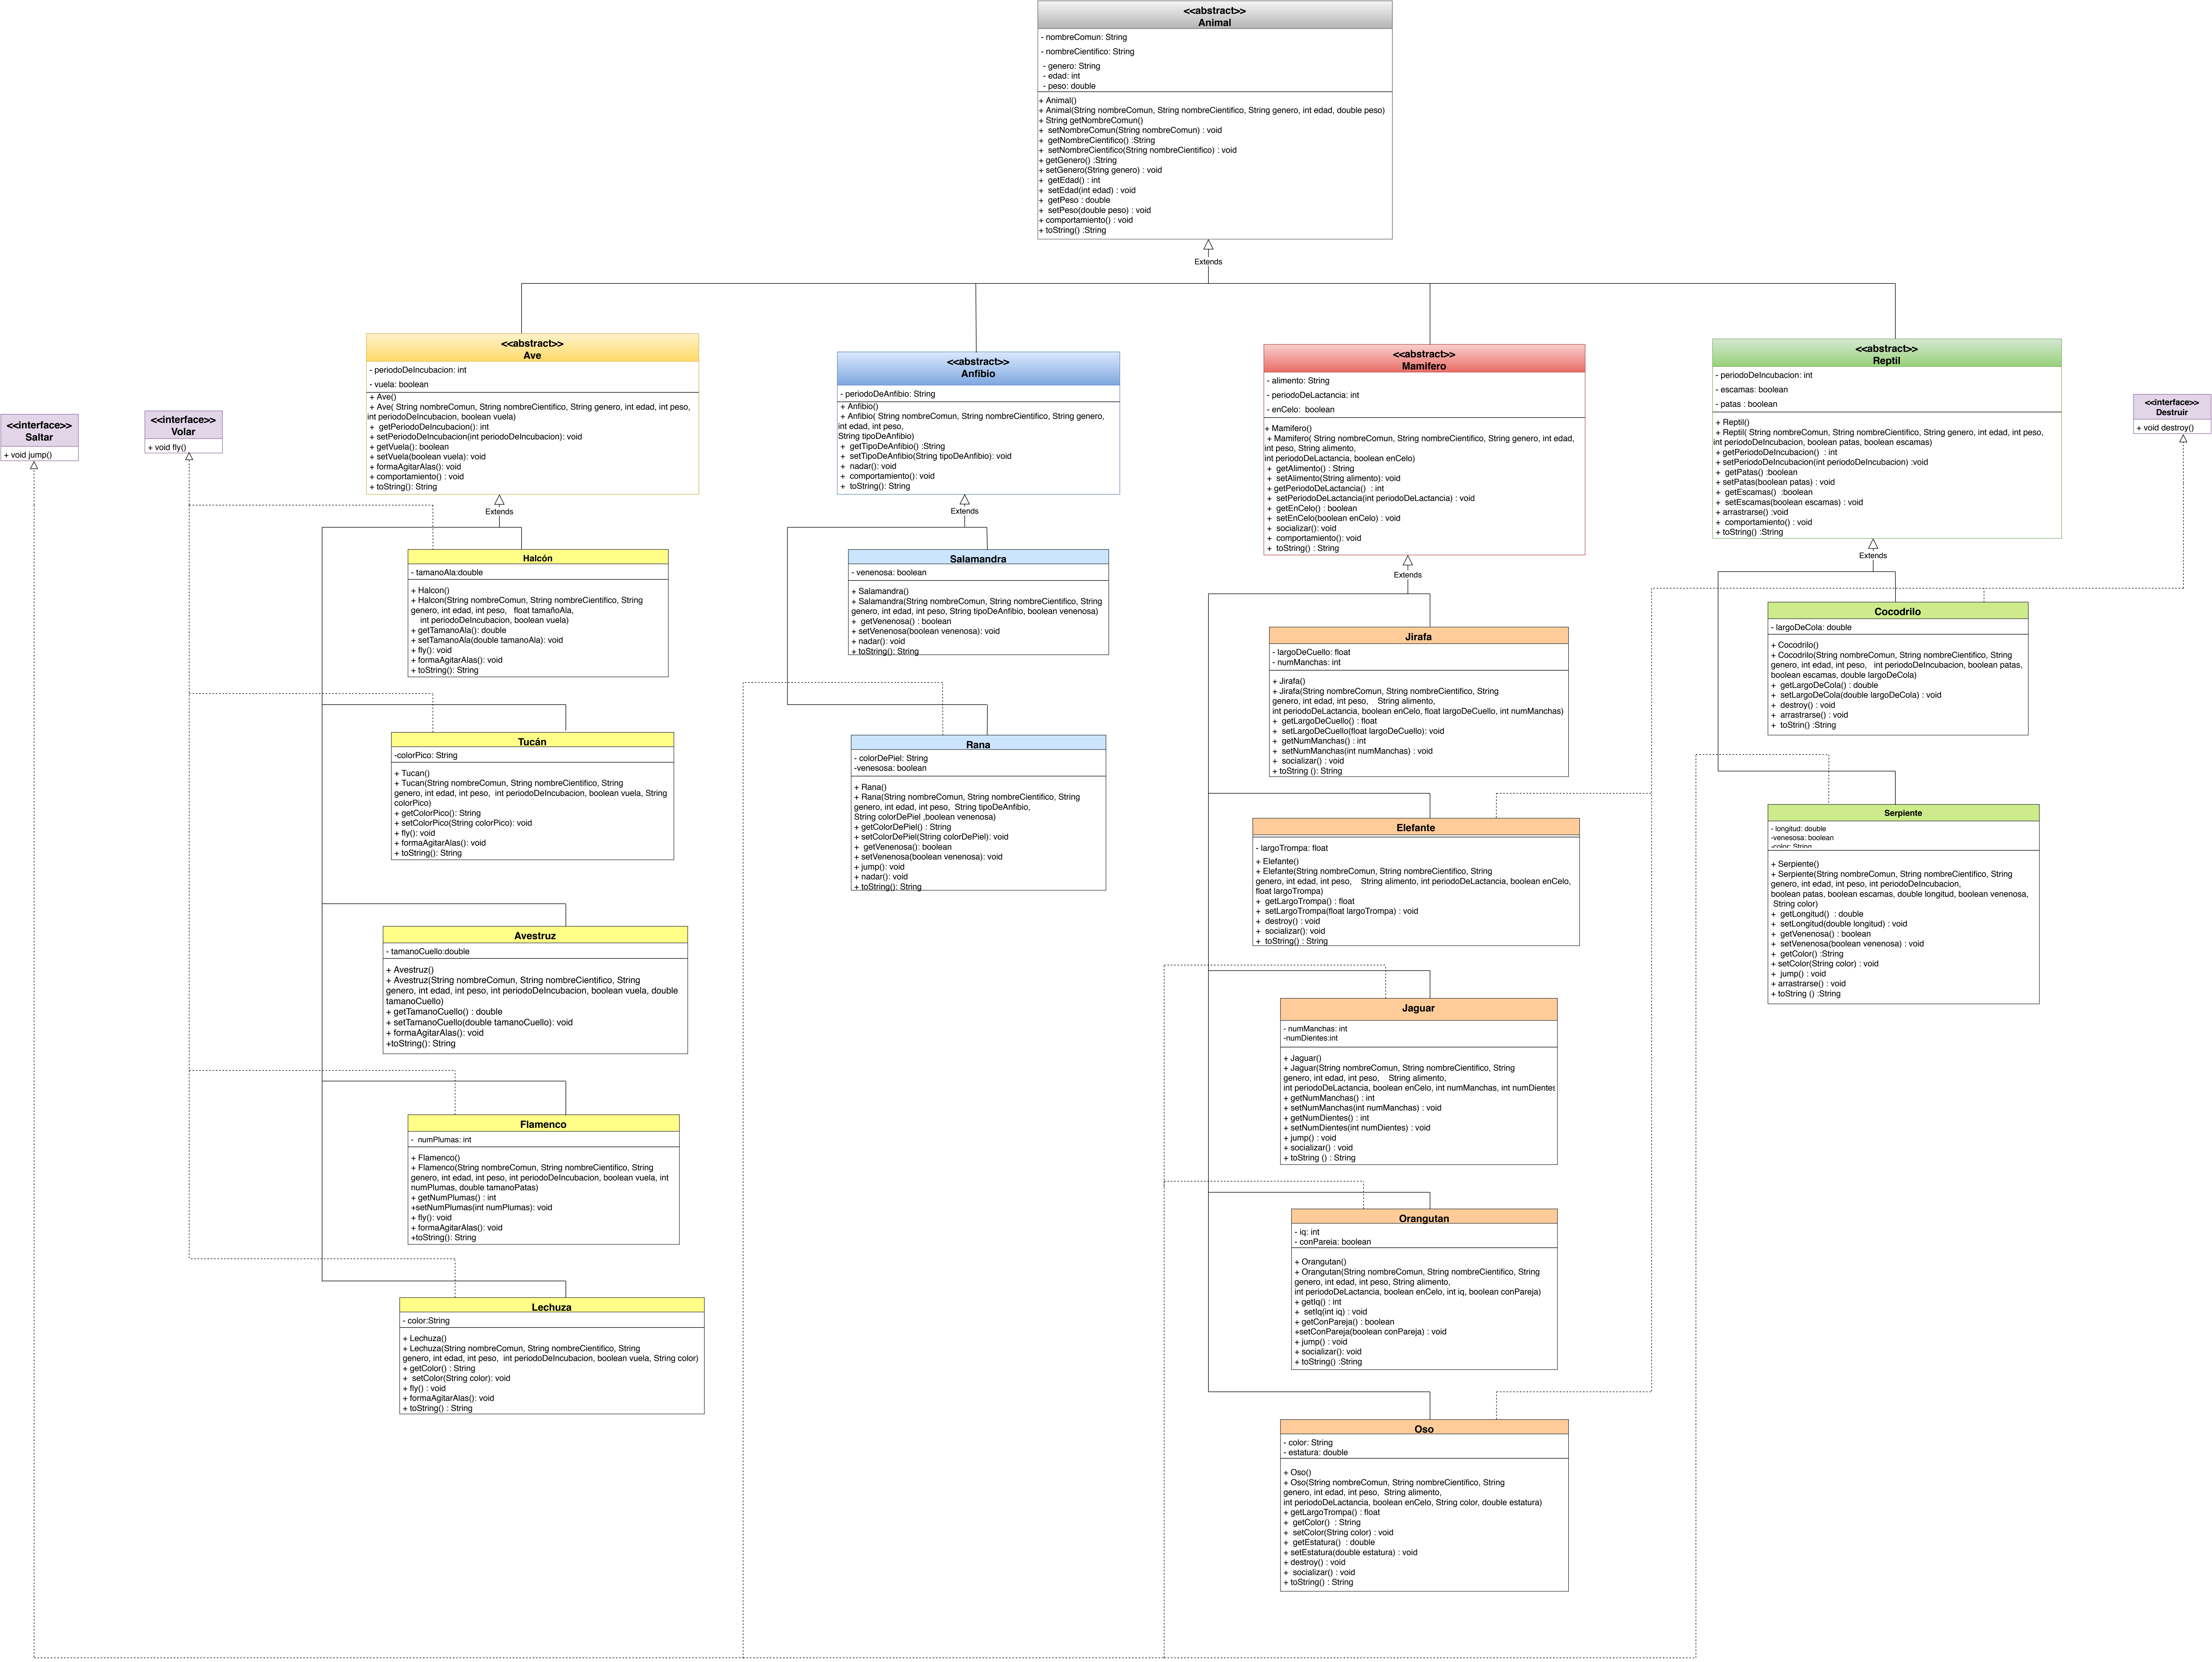 <<abstract>>
Animal
- nombreComun: String
- nombreCientifico: String
- genero: String
- edad: int
- peso: double
+ Animal()
+ Animal(String nombreComun, String nombreCientifico, String genero, int edad, double peso)
+ String getNombreComun()
+ setNombreComun(String nombreComun) : void
+ getNombreCientifico() :String
+ setNombreCientifico(String nombreCientifico) : void
+ getGenero() :String
+ setGenero(String genero) : void
+ getEdad() : int
+ setEdad(int edad) : void
+ getPeso : double
+ setPeso(double peso) : void
+ comportamiento() : void
+ toString() :String
Extends
<<interface>>
Saltar
+ void jump()
<<interface>>
Volar
+ void fly()
<<abstract>>
Ave
- periodoDeIncubacion: int
- vuela: boolean
+ Ave()
+ Ave( String nombreComun, String nombreCientifico, String genero, int edad, int peso,
int periodoDeIncubacion, boolean vuela)
+ getPeriodoDeIncubacion(): int
+ setPeriodoDeIncubacion(int periodoDeIncubacion): void
+ getVuela(): boolean
+ setVuela(boolean vuela): void
+ formaAgitarAlas(): void
+ comportamiento() : void
+ toString(): String
Extends
<<abstract>>
Anfibio
- periodoDeAnfibio: String
+ Anfibio()
+ Anfibio( String nombreComun, String nombreCientifico, String genero,
int edad, int peso,
String tipoDeAnfibio)
+ getTipoDeAnfibio() :String
+ setTipoDeAnfibio(String tipoDeAnfibio): void
+ nadar(): void
+ comportamiento(): void
+ toString(): String
Extends
<<abstract>>
Mamifero
- alimento: String
- periodoDeLactancia: int
- enCelo: boolean
+ Mamifero()
+ Mamifero( String nombreComun, String nombreCientifico, String genero, int edad,
int peso, String alimento,
int periodoDeLactancia, boolean enCelo)
+ getAlimento() : String
+ setAlimento(String alimento): void
+ getPeriodoDeLactancia() : int
+ setPeriodoDeLactancia(int periodoDeLactancia) : void
+ getEnCelo() : boolean
+ setEnCelo(boolean enCelo) : void
+ socializar(): void
+ comportamiento(): void
+ toString() : String
Extends
<<abstract>>
Reptil
- periodoDeIncubacion: int
- escamas: boolean
- patas : boolean
+ Reptil()
+ Reptil( String nombreComun, String nombreCientifico, String genero, int edad, int peso,
int periodoDeIncubacion, boolean patas, boolean escamas)
+ getPeriodoDeIncubacion() : int
+ setPeriodoDeIncubacion(int periodoDeIncubacion) :void
+ getPatas() :boolean
+ setPatas(boolean patas) : void
+ getEscamas() :boolean
+ setEscamas(boolean escamas) : void
+ arrastrarse() :void
+ comportamiento() : void
+ toString() :String
Extends
<<interface>>
Destruir
+ void destroy()
Halcón
- tamanoAla:double
+ Halcon()
+ Halcon(String nombreComun, String nombreCientifico, String
genero, int edad, int peso, float tamañoAla,
int periodoDeIncubacion, boolean vuela)
+ getTamanoAla(): double
+ setTamanoAla(double tamanoAla): void
+ fly(): void
+ formaAgitarAlas(): void
+ toString(): String
Tucán
-colorPico: String
+ Tucan()
+ Tucan(String nombreComun, String nombreCientifico, String
genero, int edad, int peso, int periodoDeIncubacion, boolean vuela, String
colorPico)
+ getColorPico(): String
+ setColorPico(String colorPico): void
+ fly(): void
+ formaAgitarAlas(): void
+ toString(): String
Avestruz
- tamanoCuello:double
+ Avestruz()
+ Avestruz(String nombreComun, String nombreCientifico, String
genero, int edad, int peso, int periodoDeIncubacion, boolean vuela, double
tamanoCuello)
+ getTamanoCuello() : double
+ setTamanoCuello(double tamanoCuello): void
+ formaAgitarAlas(): void
+toString(): String
Flamenco
- numPlumas: int
+ Flamenco()
+ Flamenco(String nombreComun, String nombreCientifico, String
genero, int edad, int peso, int periodoDeIncubacion, boolean vuela, int
numPlumas, double tamanoPatas)
+ getNumPlumas() : int
+setNumPlumas(int numPlumas): void
+ fly(): void
+ formaAgitarAlas(): void
+toString(): String
Lechuza
- color:String
+ Lechuza()
+ Lechuza(String nombreComun, String nombreCientifico, String
genero, int edad, int peso, int periodoDeIncubacion, boolean vuela, String color)
+ getColor() : String
+ setColor(String color): void
+ fly() : void
+ formaAgitarAlas(): void
+ toString() : String
Salamandra
- venenosa: boolean
+ Salamandra()
+ Salamandra(String nombreComun, String nombreCientifico, String
genero, int edad, int peso, String tipoDeAnfibio, boolean venenosa)
+ getVenenosa() : boolean
+ setVenenosa(boolean venenosa): void
+ nadar(): void
+ toString(): String
Rana
- colorDePiel: String
-venesosa: boolean
+ Rana()
+ Rana(String nombreComun, String nombreCientifico, String
genero, int edad, int peso, String tipoDeAnfibio,
String colorDePiel ,boolean venenosa)
+ getColorDePiel() : String
+ setColorDePiel(String colorDePiel): void
+ getVenenosa(): boolean
+ setVenenosa(boolean venenosa): void
+ jump(): void
+ nadar(): void
+ toString(): String
Jirafa
- largoDeCuello: float
- numManchas: int
+ Jirafa()
+ Jirafa(String nombreComun, String nombreCientifico, String
genero, int edad, int peso, String alimento,
int periodoDeLactancia, boolean enCelo, float largoDeCuello, int numManchas)
+ getLargoDeCuello() : float
+ setLargoDeCuello(float largoDeCuello): void
+ getNumManchas() : int
+ setNumManchas(int numManchas) : void
+ socializar() : void
+ toString (): String
Elefante
- largoTrompa: float
+ Elefante()
+ Elefante(String nombreComun, String nombreCientifico, String
genero, int edad, int peso, String alimento, int periodoDeLactancia, boolean enCelo,
float largoTrompa)
+ getLargoTrompa() : float
+ setLargoTrompa(float largoTrompa) : void
+ destroy() : void
+ socializar(): void
+ toString() : String
Jaguar
- numManchas: int
-numDientes:int
+ Jaguar()
+ Jaguar(String nombreComun, String nombreCientifico, String
genero, int edad, int peso, String alimento,
int periodoDeLactancia, boolean enCelo, int numManchas, int numDientes
+ getNumManchas() : int
+ setNumManchas(int numManchas) : void
+ getNumDientes() : int
+ setNumDientes(int numDientes) : void
+ jump() : void
+ socializar() : void
+ toString () : String
Orangutan
- iq: int
- conPareja: boolean
+ Orangutan()
+ Orangutan(String nombreComun, String nombreCientifico, String
genero, int edad, int peso, String alimento,
int periodoDeLactancia, boolean enCelo, int iq, boolean conPareja)
+ getIq() : int
+ setIq(int iq) : void
+ getConPareja() : boolean
+setConPareja(boolean conPareja) : void
+ jump() : void
+ socializar(): void
+ toString() :String
Oso
- color: String
- estatura: double
+ Oso()
+ Oso(String nombreComun, String nombreCientifico, String
genero, int edad, int peso, String alimento,
int periodoDeLactancia, boolean enCelo, String color, double estatura)
+ getLargoTrompa() : float
+ getColor() : String
+ setColor(String color) : void
+ getEstatura() : double
+ setEstatura(double estatura) : void
+ destroy() : void
+ socializar() : void
+ toString() : String
Cocodrilo
- largoDeCola: double
+ Cocodrilo()
+ Cocodrilo(String nombreComun, String nombreCientifico, String
genero, int edad, int peso, int periodoDeIncubacion, boolean patas,
boolean escamas, double largoDeCola)
+ getLargoDeCola() : double
+ setLargoDeCola(double largoDeCola) : void
+ destroy() : void
+ arrastrarse() : void
+ toStrin() :String
Serpiente
- longitud: double
-venesosa: boolean
-color: String
+ Serpiente()
+ Serpiente(String nombreComun, String nombreCientifico, String
genero, int edad, int peso, int periodoDeIncubacion,
boolean patas, boolean escamas, double longitud, boolean venenosa,
String color)
+ getLongitud() : double
+ setLongitud(double longitud) : void
+ getVenenosa() : boolean
+ setVenenosa(boolean venenosa) : void
+ getColor() :String
+ setColor(String color) : void
+ jump() : void
+ arrastrarse() : void
+ toString () :String